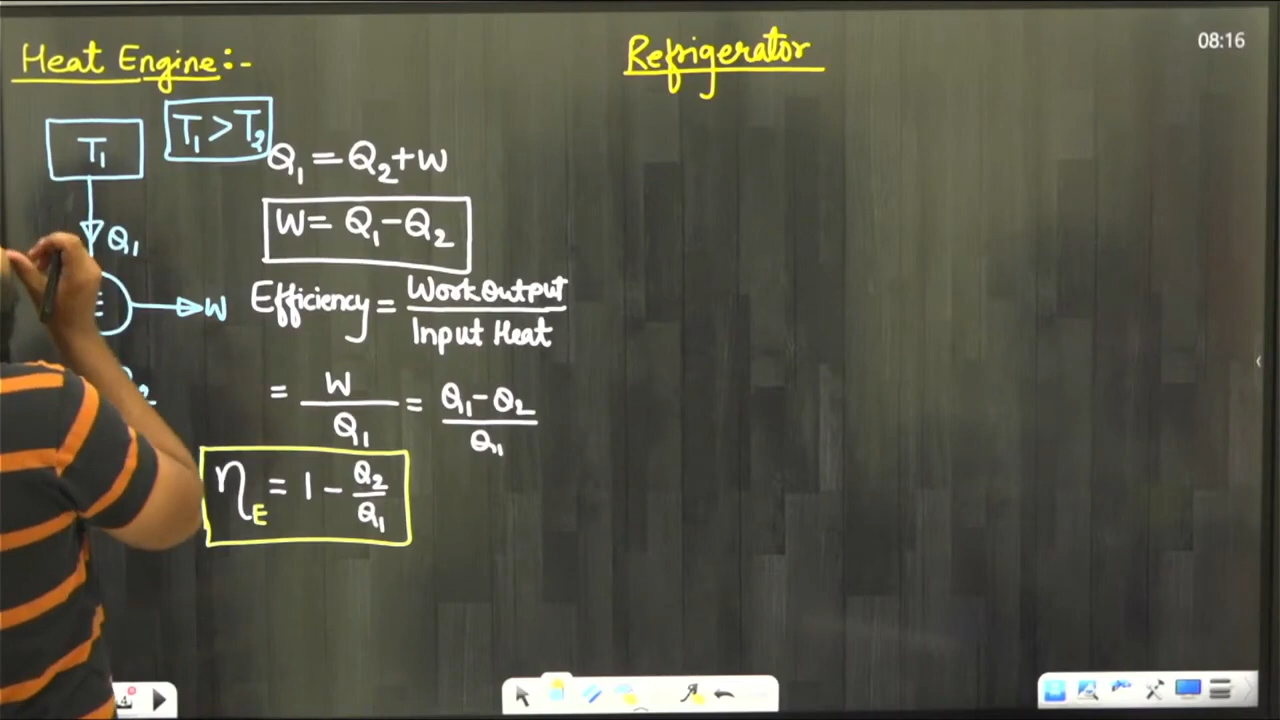 Heat Engine:-
Refrigerator
08:16
T₁
T₁ > T₂
Q₁ = Q₂ + W
W = Q₁ - Q₂
Q₁
E
W
Efficiency = Work Output / Input Heat
= W / Q₁ = Q₁ - Q₂ / Q₁
η_E = 1 - Q₂ / Q₁